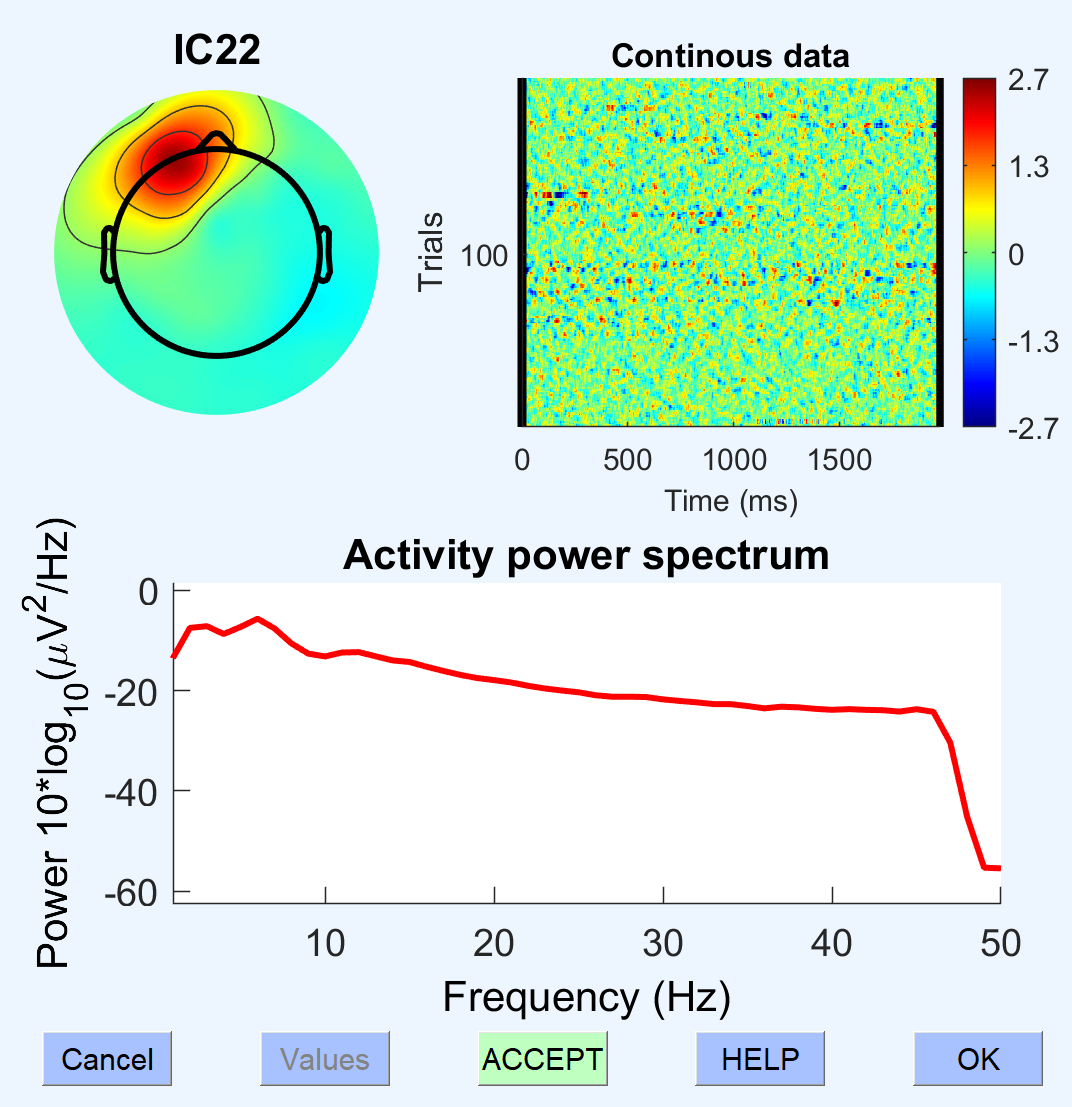 IC22
Continous data
2.7
1.3
0
-1.3
-2.7
Trials
100
0 500 1000 1500
Time (ms)
Activity power spectrum
Power 10*log10(μV2/Hz)
0
-20
-40
-60
10 20 30 40 50
Frequency (Hz)
Cancel Values ACCEPT HELP OK